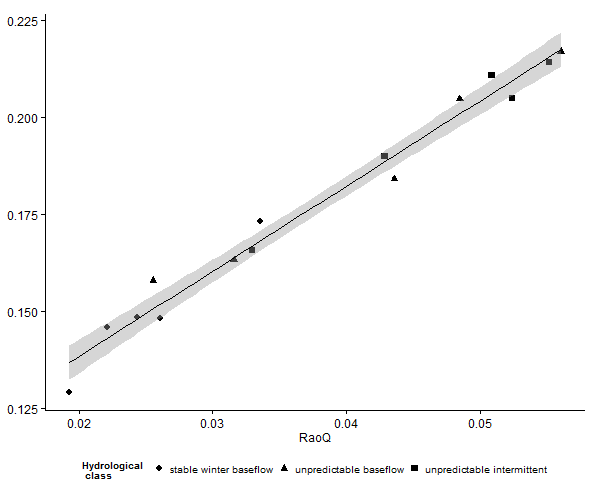 0.225
0.200
0.175
0.150
0.125
0.02 0.03 0.04 0.05
RaoQ
Hydrological
class
stable winter baseflow unpredictable baseflow unpredictable intermittent